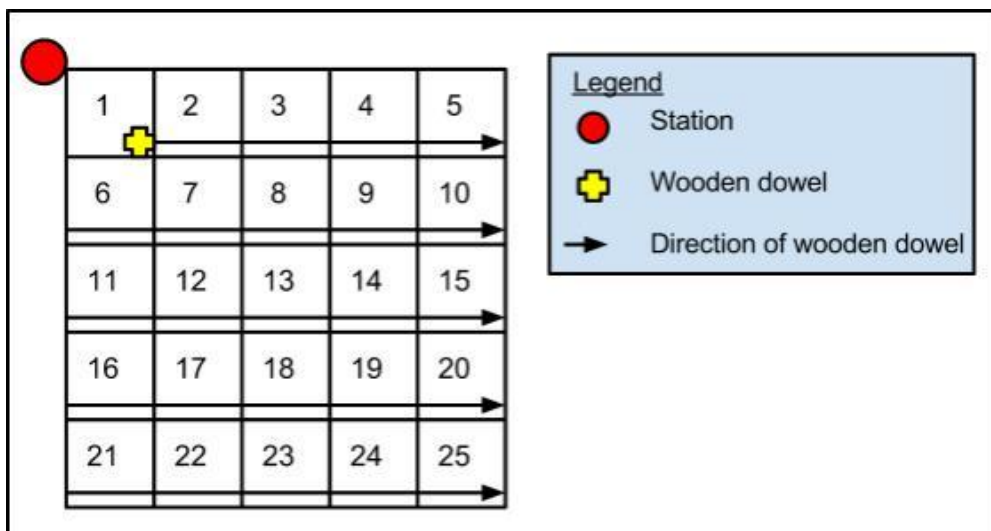 1 2 3 4 5
6 7 8 9 10
11 12 13 14 15
16 17 18 19 20
21 22 23 24 25
Legend
Station
Wooden dowel
Direction of wooden dowel